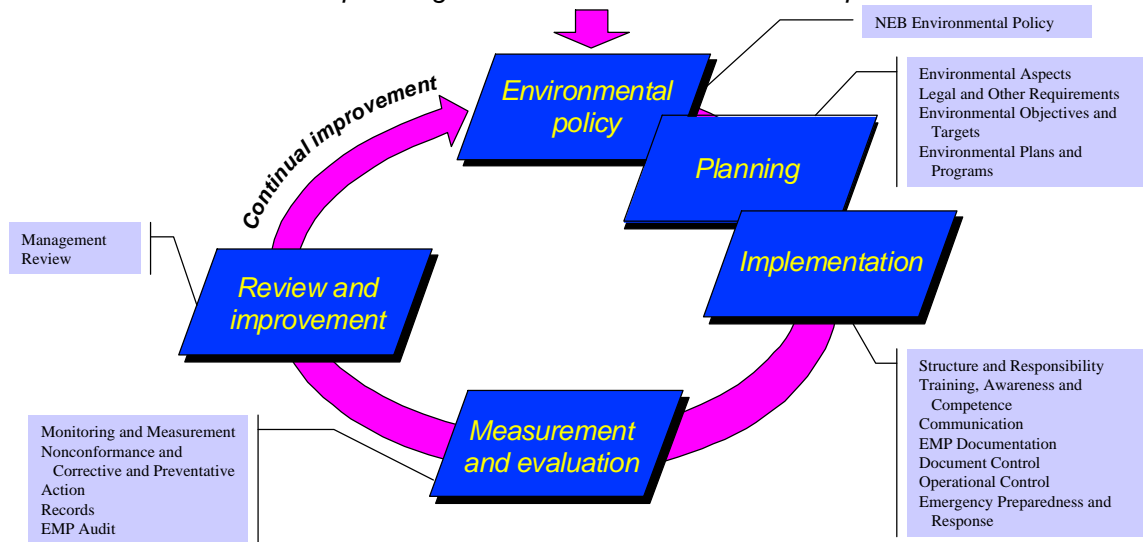 NEB Environmental Policy
Environmental
policy
Environmental Aspects
Legal and Other Requirements
Environmental Objectives and
Targets
Environmental Plans and
Programs
Planning
Continual improvement
Implementation
Management
Review
Review and
improvement
Structure and Responsibility
Training, Awareness and
Competence
Communication
EMP Documentation
Document Control
Operational Control
Emergency Preparedness and
Response
Measurement
and evaluation
Monitoring and Measurement
Nonconformance and
Corrective and Preventative
Action
Records
EMP Audit